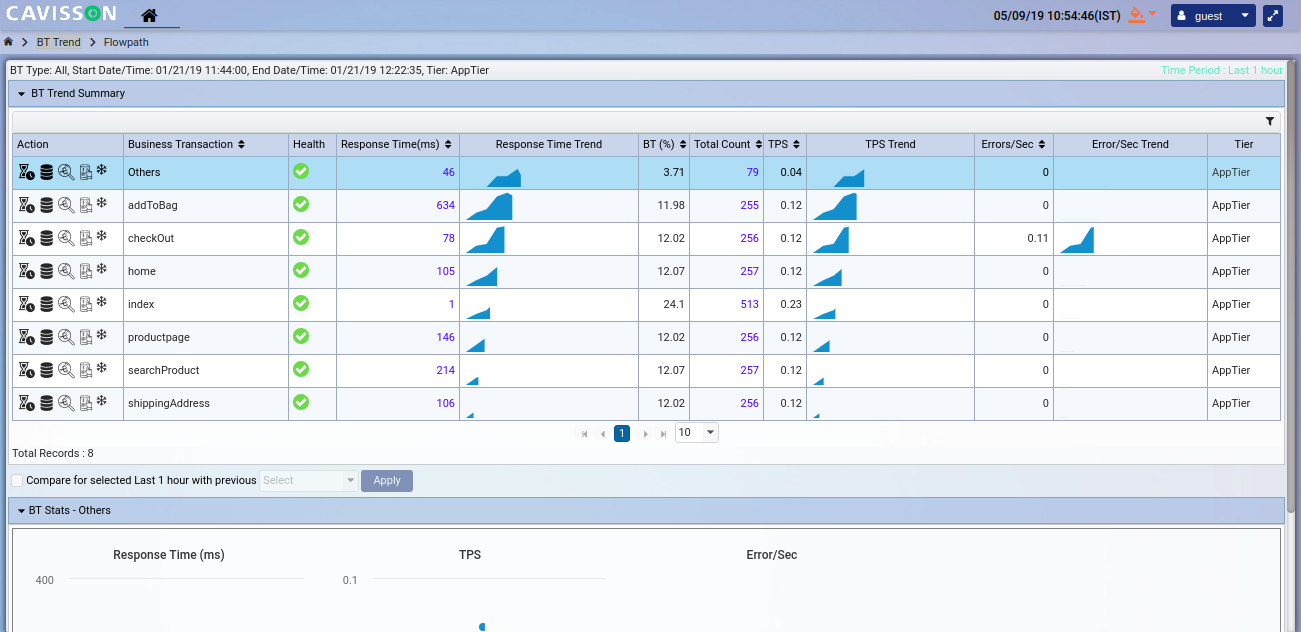 CAVISSON
05/09/19 10:54:46(IST)
guest
BT Trend
Flowpath
BT Type: All, Start Date/Time: 01/21/19 11:44:00, End Date/Time: 01/21/19 12:22:35, Tier: AppTier
Time Period : Last 1 hour
BT Trend Summary
Action Business Transaction Health Response Time(ms) Response Time Trend BT (%) Total Count TPS TPS Trend Errors/Sec Error/Sec Trend Tier
Others 46 3.71 79 0.04 0 AppTier
addToBag 634 11.98 255 0.12 0 AppTier
checkOut 78 12.02 256 0.12 0.11 AppTier
home 105 12.07 257 0.12 0 AppTier
index 1 24.1 513 0.23 0 AppTier
productpage 146 12.02 256 0.12 0 AppTier
searchProduct 214 12.07 257 0.12 0 AppTier
shippingAddress 106 12.02 256 0.12 0 AppTier
1 10
Total Records : 8
Compare for selected Last 1 hour with previous Select Apply
BT Stats - Others
Response Time (ms) TPS Error/Sec
400 0.1